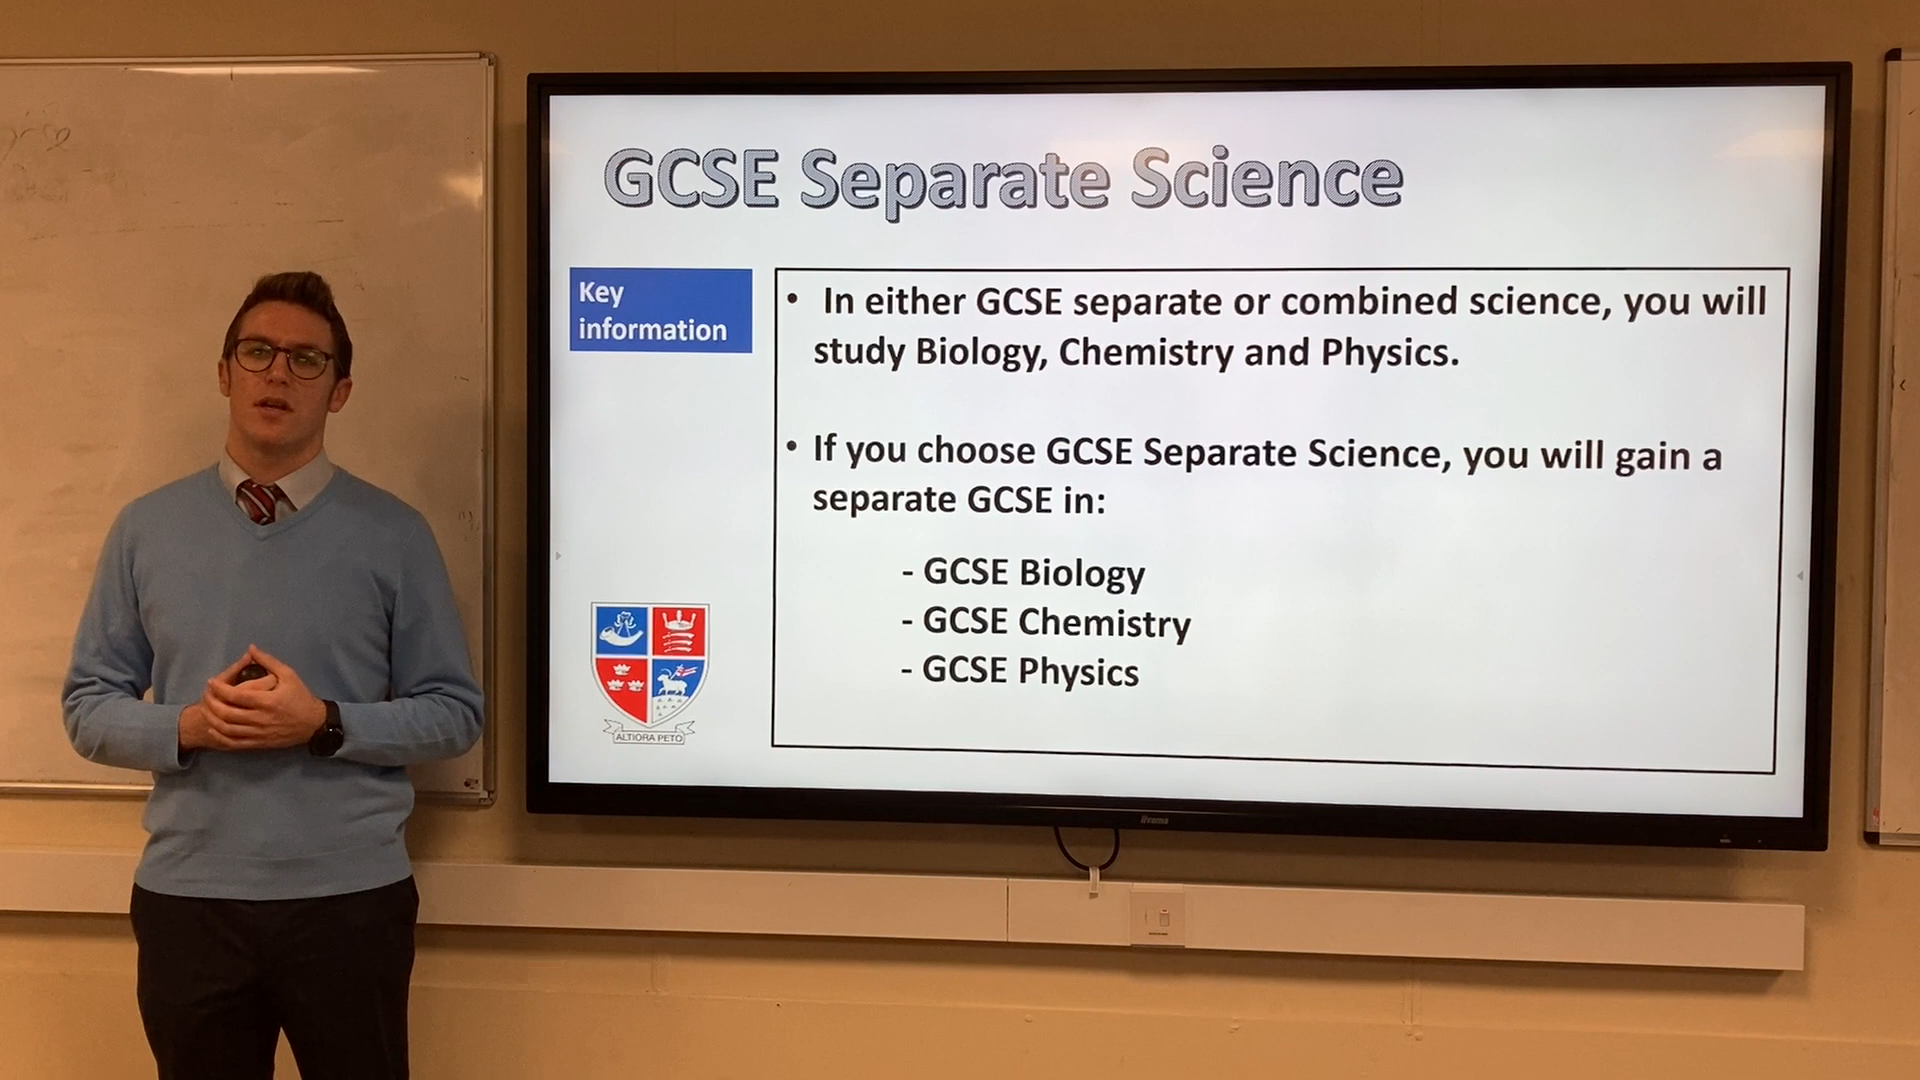 GCSE Separate Science
Key
information
• In either GCSE separate or combined science, you will
study Biology, Chemistry and Physics.
• If you choose GCSE Separate Science, you will gain a
separate GCSE in:
- GCSE Biology
- GCSE Chemistry
- GCSE Physics
ALTIORA PETO
iiyama